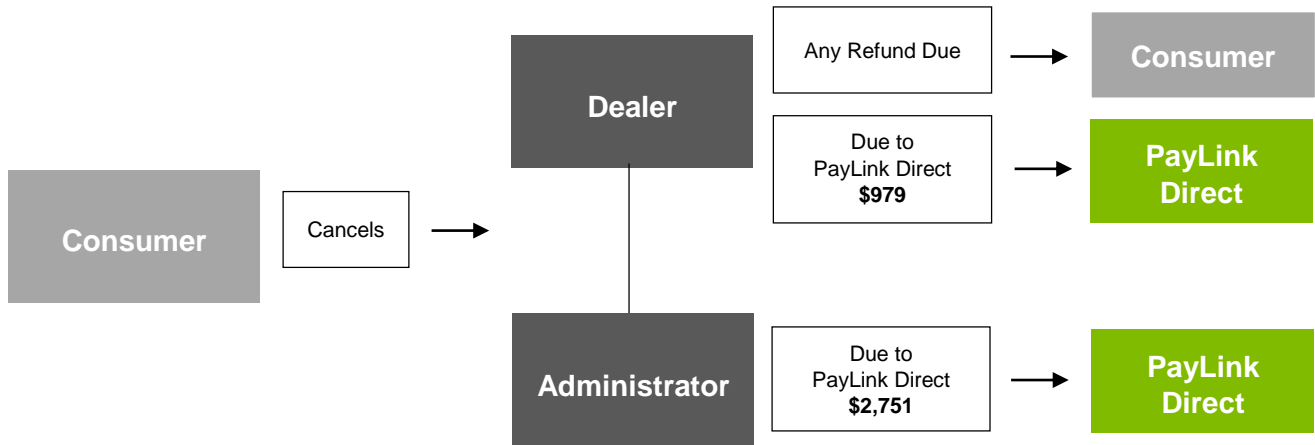 Consumer
Cancels
Dealer
Any Refund Due
Consumer
Due to
PayLink Direct
$979
PayLink
Direct
Administrator
Due to
PayLink Direct
$2,751
PayLink
Direct